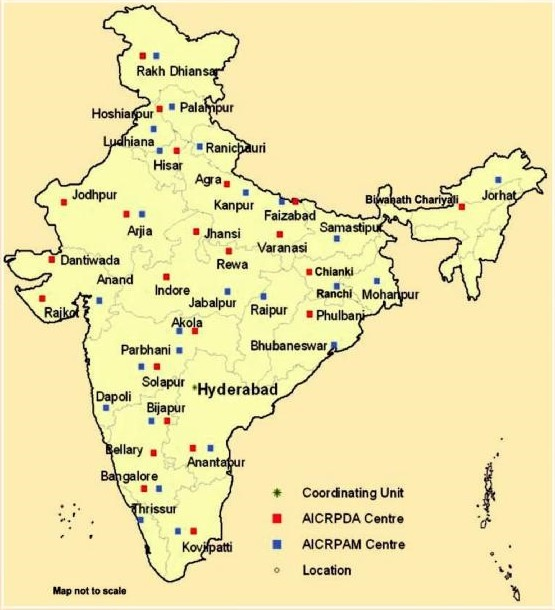 Rakh Dhiansar
Hoshiarpur
Palampur
Ludhiana
Ranichauri
Hisar
Agra
Kanpur
Jodhpur
Faizabad
Biwanath Chariyali
Jorhat
Arjia
Jhansi
Varanasi
Samastipur
Dantiwada
Rewa
Chianki
Anand
Indore
Jabalpur
Ranchi
Mohanpur
Rajkot
Raipur
Phulbani
Akola
Parbhani
Bhubaneswar
Solapur
Hyderabad
Dapoli
Bijapur
Bellary
Anantapur
Bangalore
Thrissur
Kovilpatti
Coordinating Unit
AICRPDA Centre
AICRPAM Centre
Location
Map not to scale